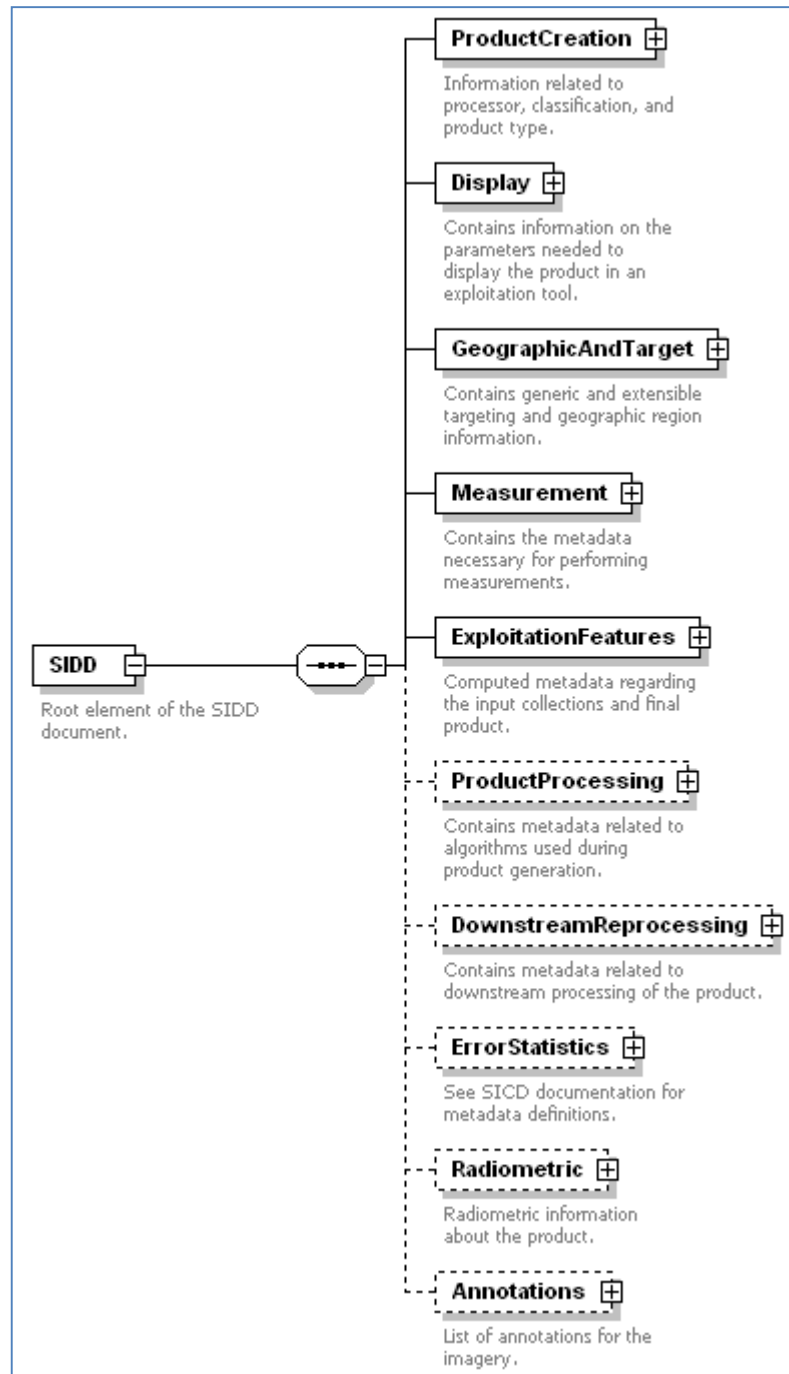 ProductCreation
Information related to
processor, classification, and
product type.
Display
Contains information on the
parameters needed to
display the product in an
exploitation tool.
GeographicAndTarget
Contains generic and extensible
targeting and geographic region
information.
Measurement
Contains the metadata
necessary for performing
measurements.
SIDD
Root element of the SIDD
document.
ExploitationFeatures
Computed metadata regarding
the input collections and final
product.
ProductProcessing
Contains metadata related to
algorithms used during
product generation.
DownstreamReprocessing
Contains metadata related to
downstream processing of the product.
ErrorStatistics
See SICD documentation for
metadata definitions.
Radiometric
Radiometric information
about the product.
Annotations
List of annotations for the
imagery.